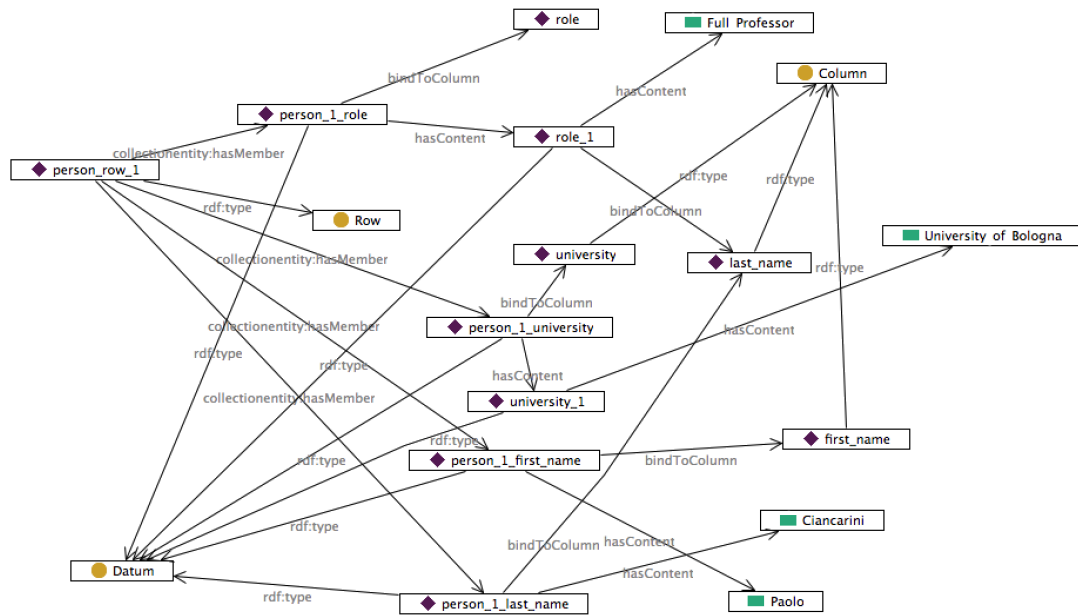 role
Full Professor
Column
bindToColumn
hasContent
person_1_role
hasContent
role_1
collectionentity:hasMember
person_row_1
rdf:type
rdf:type
rdf:type
Row
bindToColumn
University of Bologna
university
last_name
collectionentity:hasMember
rdf:type
bindToColumn
person_1_university
collectionentity:hasMember
hasContent
rdf:type
rdf:type
hasContent
collectionentity:hasMember
university_1
rdf:type
first_name
rdf:type
person_1_first_name
bindToColumn
Ciancarini
rdf:type
bindToColumn
hasContent
Datum
hasContent
rdf:type
person_1_last_name
Paolo